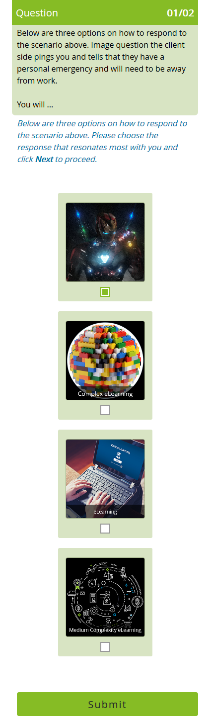 Question 01/02
Below are three options on how to respond to
the scenario above. Image question the client
side pings you and tells that they have a
personal emergency and will need to be away
from work.
You will ...
Below are three options on how to respond to
the scenario above. Please choose the
response that resonates most with you and
click Next to proceed.
Complex eLearning
eLearning
Medium Complexity eLearning
Submit